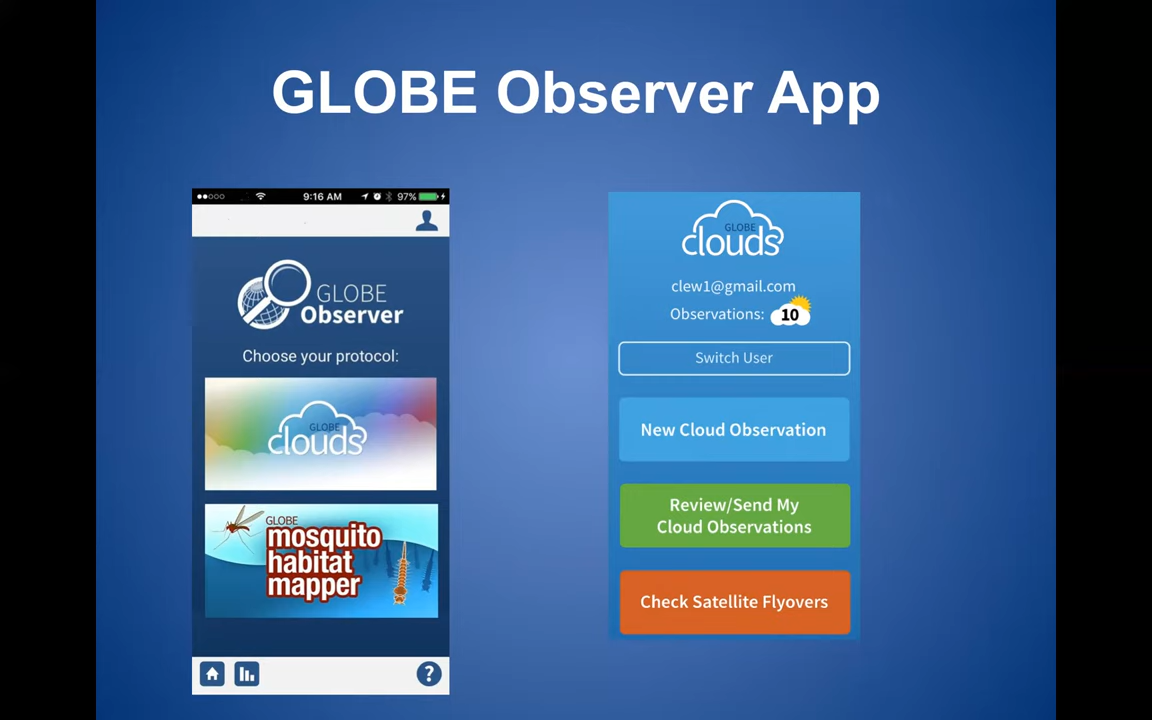 GLOBE Observer App
9:16 AM
97%
GLOBE
Observer
Choose your protocol:
GLOBE
clouds
GLOBE
mosquito
habitat
mapper
?
GLOBE
clouds
clew1@gmail.com
Observations: 10
Switch User
New Cloud Observation
Review/Send My
Cloud Observations
Check Satellite Flyovers